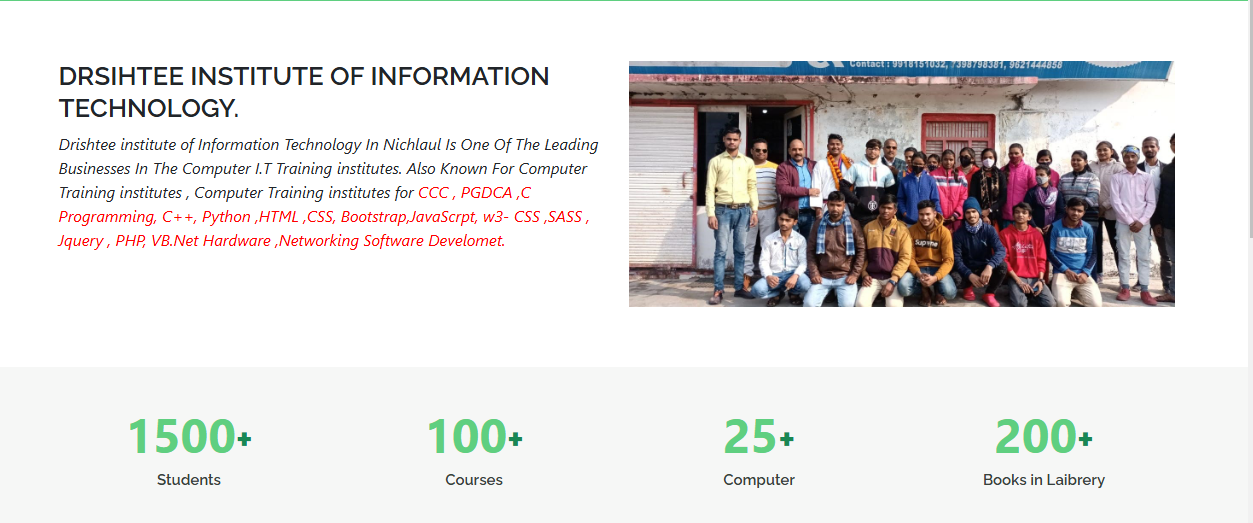 DRSIHTEE INSTITUTE OF INFORMATION
TECHNOLOGY.
Drishtee institute of Information Technology In Nichlaul Is One Of The Leading
Businesses In The Computer I.T Training institutes. Also Known For Computer
Training institutes , Computer Training institutes for CCC , PGDCA ,C
Programming, C++, Python ,HTML ,CSS, Bootstrap,JavaScrpt, w3- CSS ,SASS ,
Jquery , PHP, VB.Net Hardware ,Networking Software Develomet.
Contact : 9918151032, 7398798381, 9621444858
Supreme
1500+
Students
100+
Courses
25+
Computer
200+
Books in Laibrery